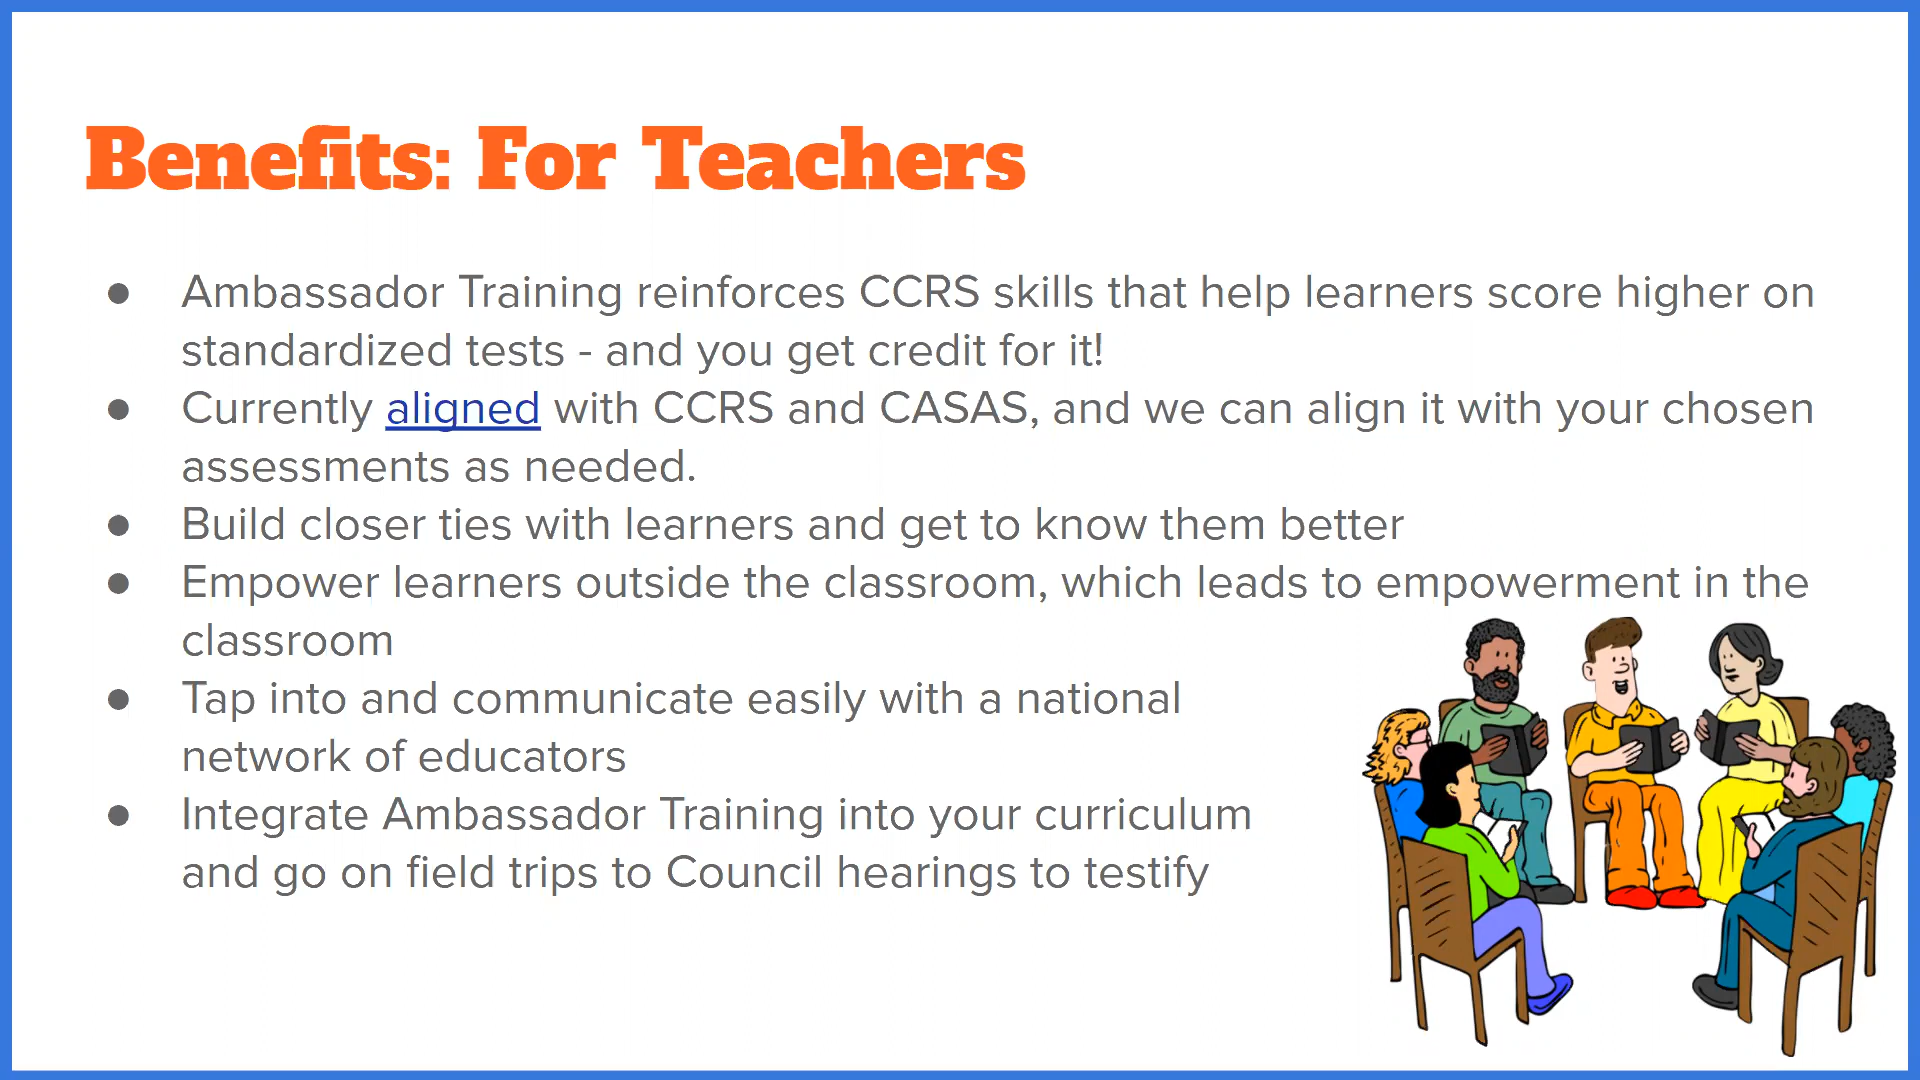 Benefits: For Teachers
● Ambassador Training reinforces CCRS skills that help learners score higher on
standardized tests - and you get credit for it!
● Currently aligned with CCRS and CASAS, and we can align it with your chosen
assessments as needed.
● Build closer ties with learners and get to know them better
● Empower learners outside the classroom, which leads to empowerment in the
classroom
● Tap into and communicate easily with a national
network of educators
● Integrate Ambassador Training into your curriculum
and go on field trips to Council hearings to testify